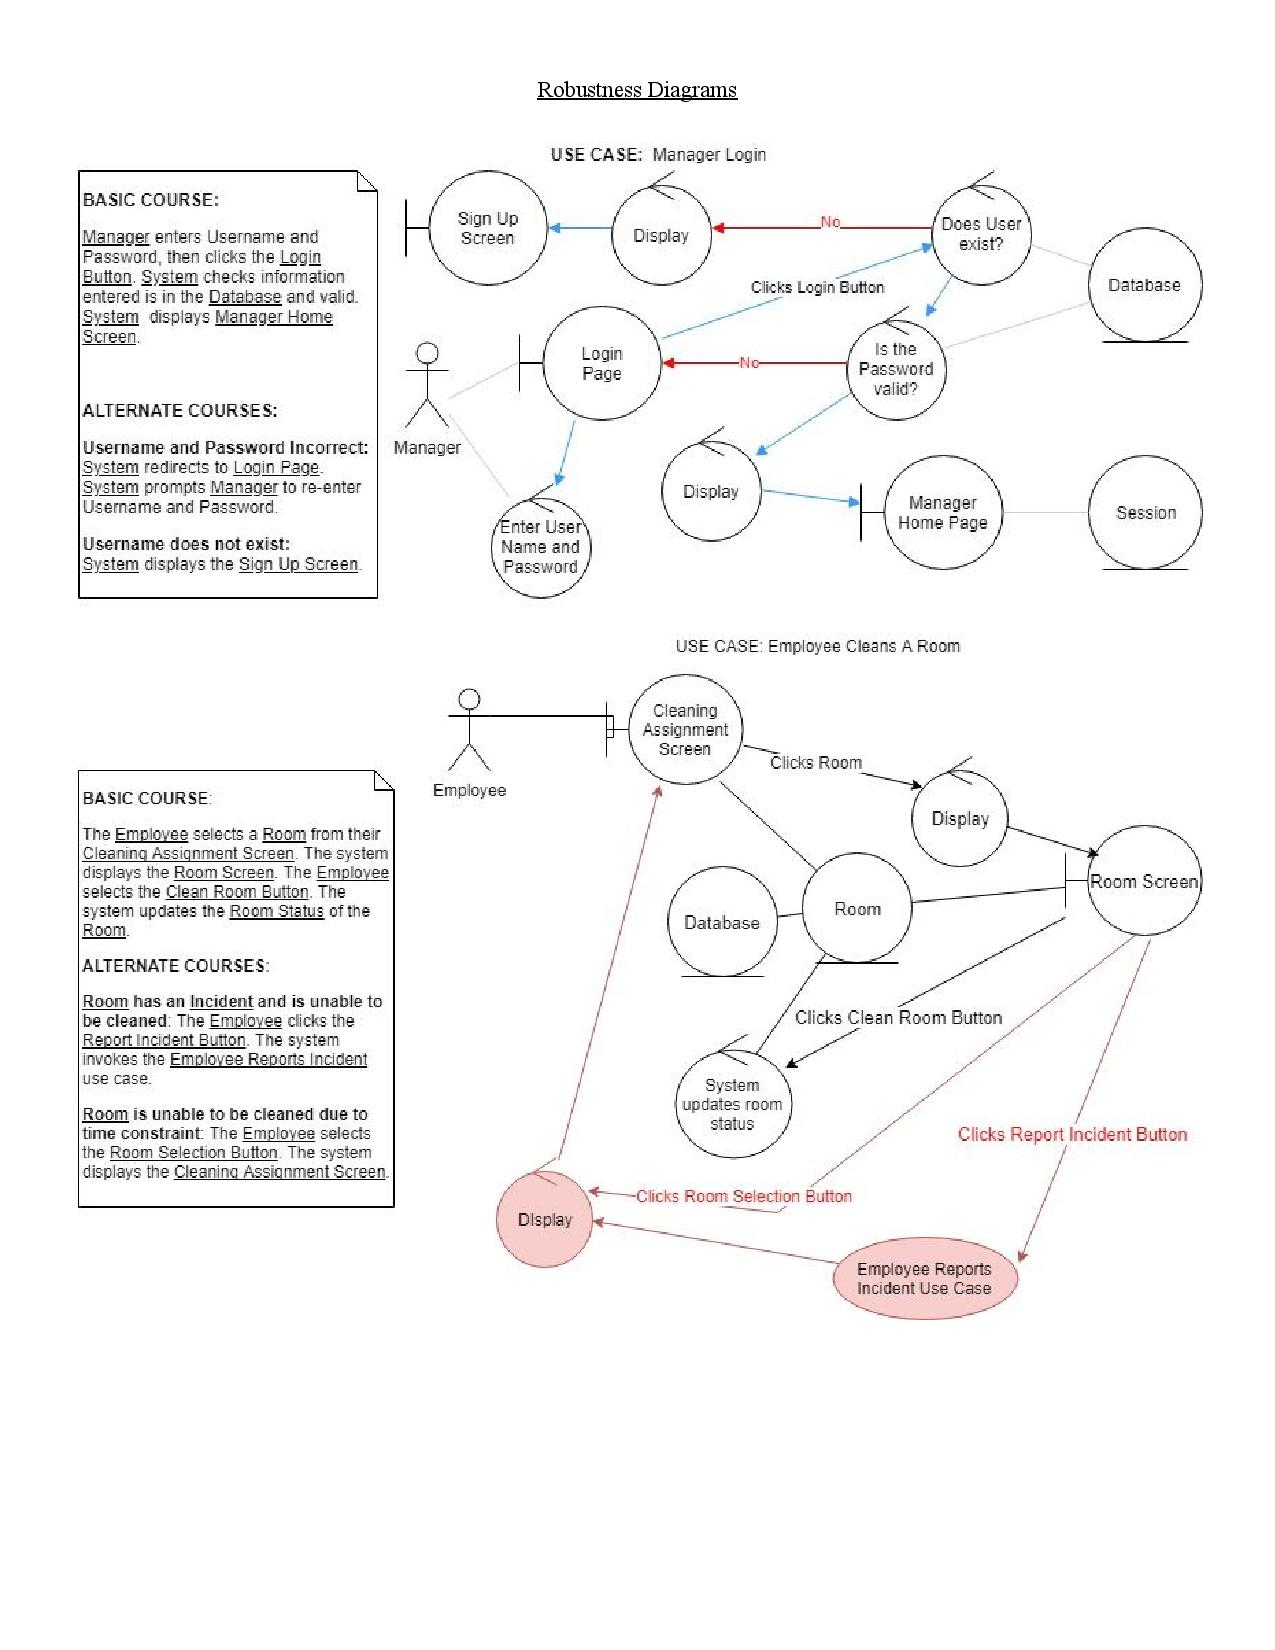 Robustness Diagrams
USE CASE: Manager Login
BASIC COURSE:
Manager enters Username and
Password, then clicks the Login
Button. System checks information
entered is in the Database and valid.
System displays Manager Home
Screen.
ALTERNATE COURSES:
Username and Password Incorrect:
System redirects to Login Page.
System prompts Manager to re-enter
Username and Password.
Username does not exist:
System displays the Sign Up Screen.
Sign Up
Screen
Display
No
Does User
exist?
Database
Clicks Login Button
Login
Page
No
Is the
Password
valid?
Manager
Display
Manager
Home Page
Session
Enter User
Name and
Password
USE CASE: Employee Cleans A Room
Employee
Cleaning
Assignment
Screen
Clicks Room
Display
Room Screen
Database
Room
Clicks Clean Room Button
System
updates room
status
Clicks Report Incident Button
Clicks Room Selection Button
DIsplay
Employee Reports
Incident Use Case
BASIC COURSE:
The Employee selects a Room from their
Cleaning Assignment Screen. The system
displays the Room Screen. The Employee
selects the Clean Room Button. The
system updates the Room Status of the
Room.
ALTERNATE COURSES:
Room has an Incident and is unable to
be cleaned: The Employee clicks the
Report Incident Button. The system
invokes the Employee Reports Incident
use case.
Room is unable to be cleaned due to
time constraint: The Employee selects
the Room Selection Button. The system
displays the Cleaning Assignment Screen.